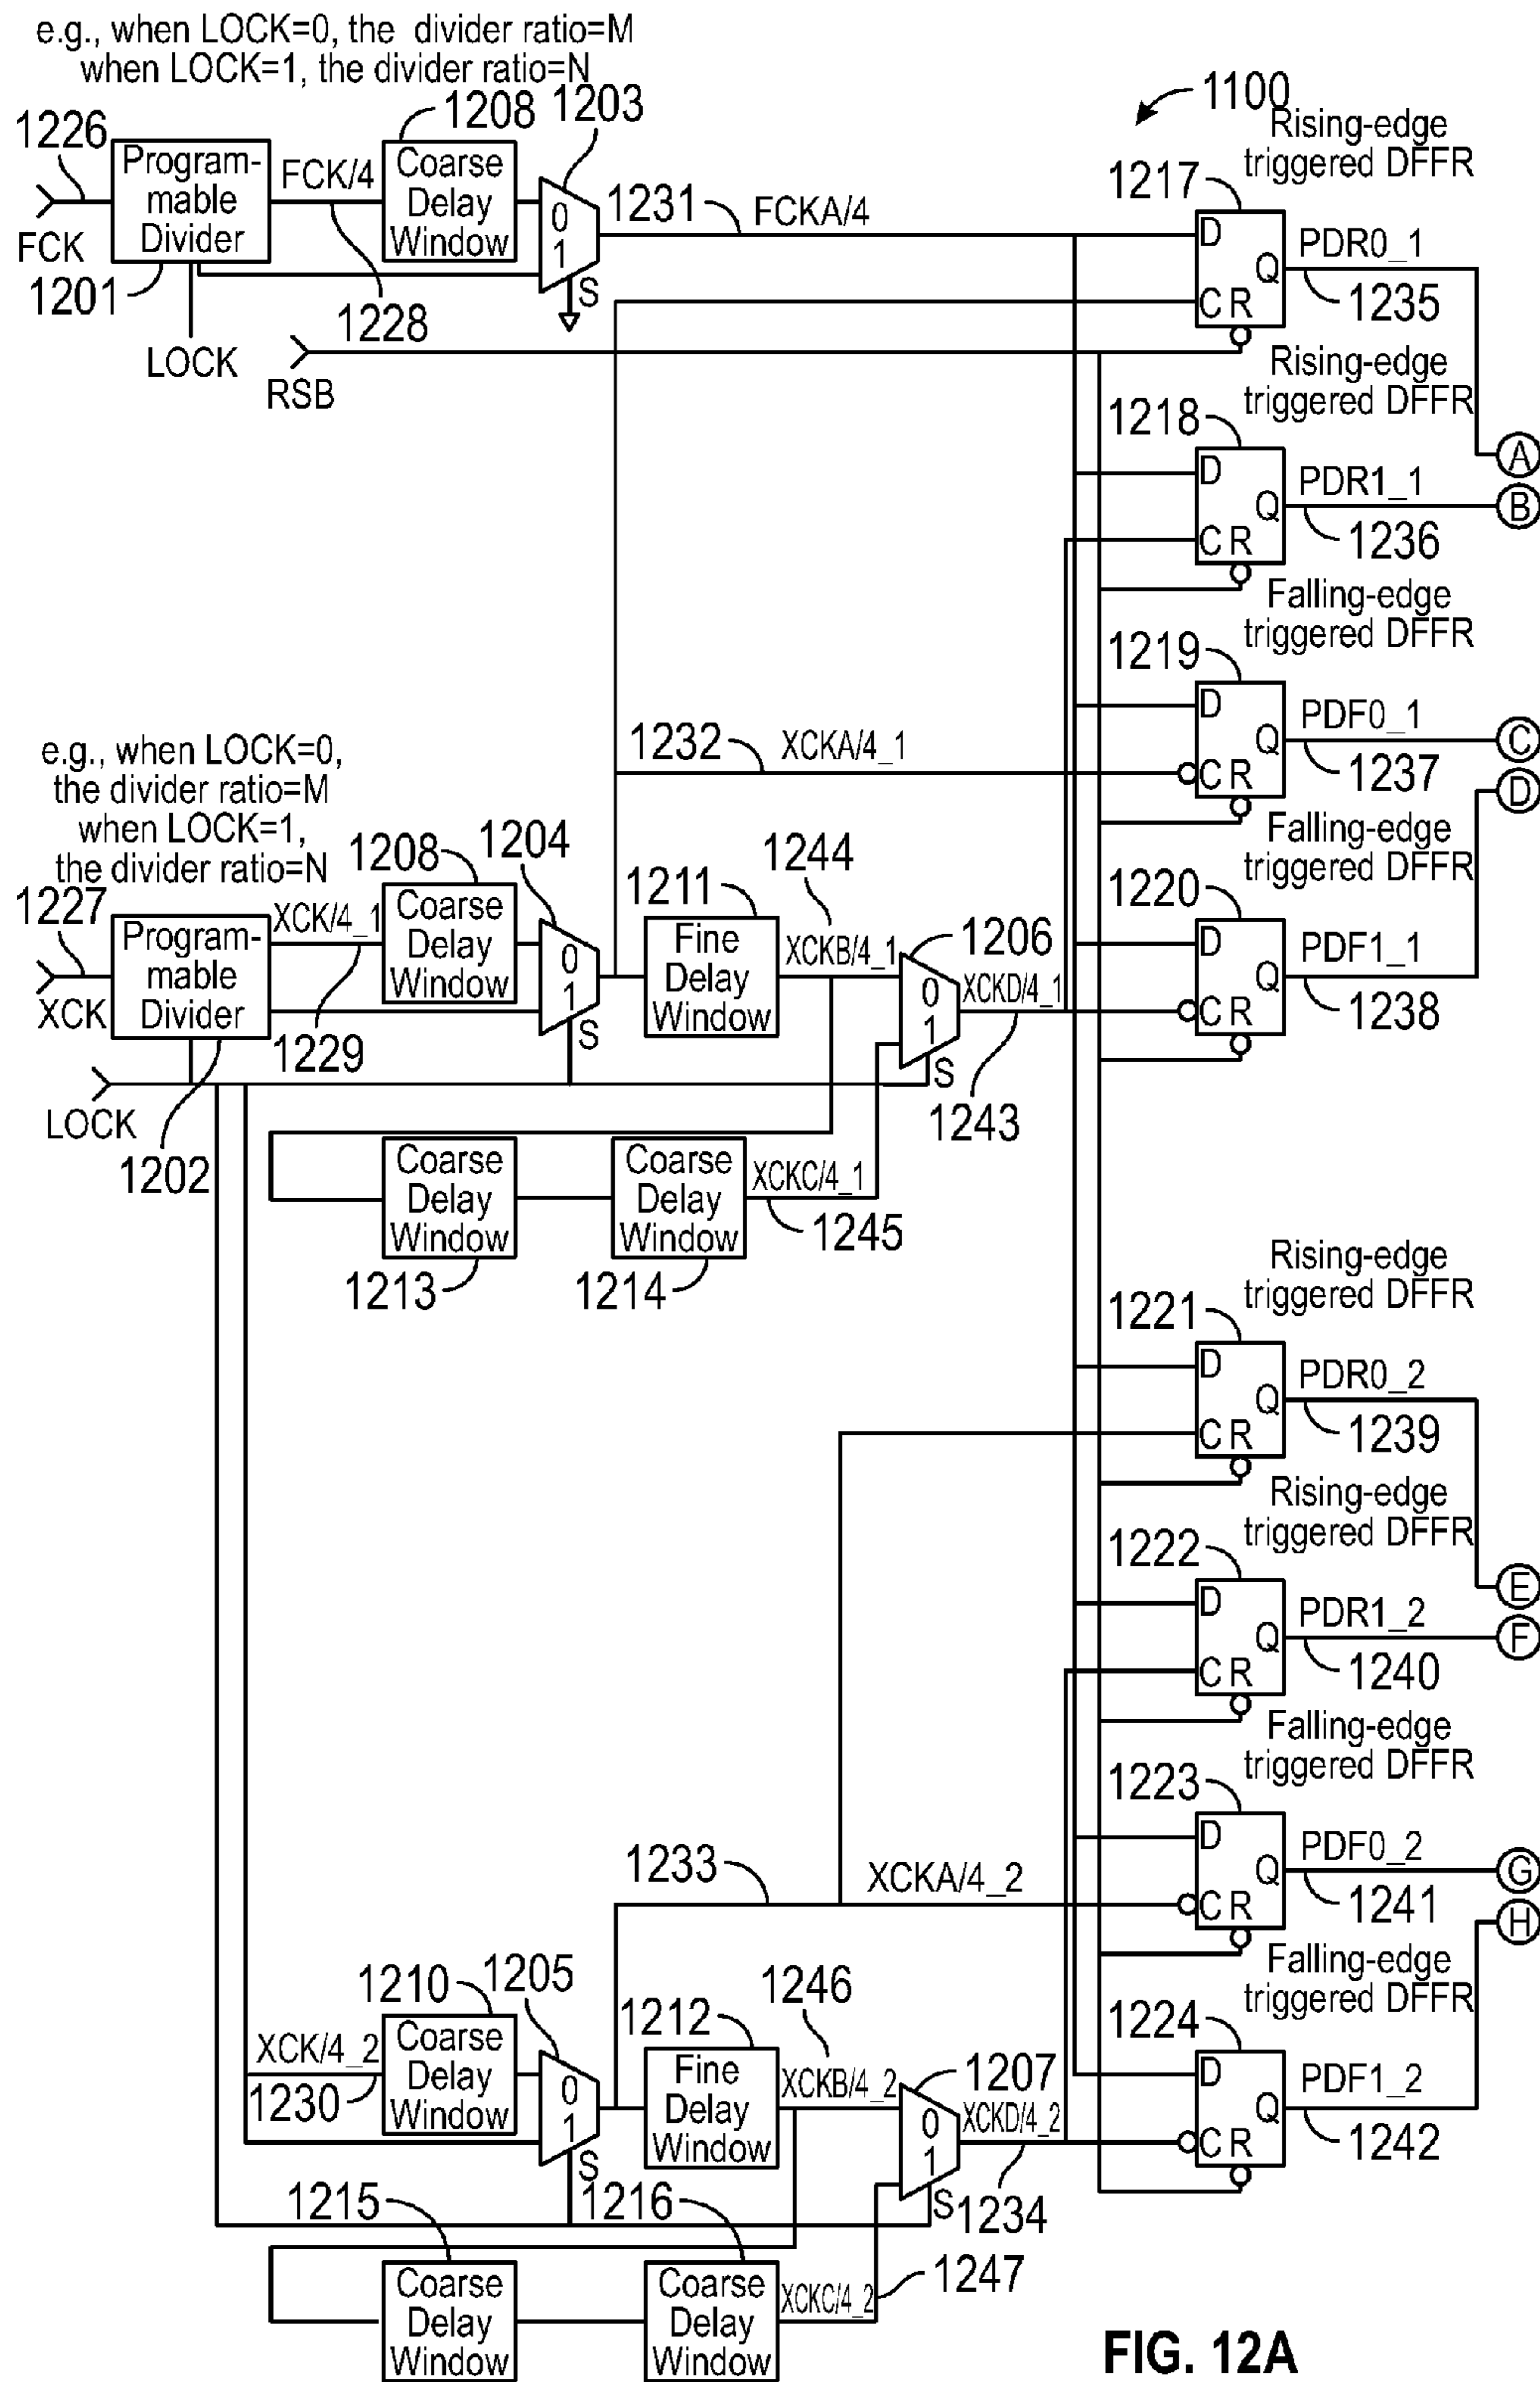 e.g., when LOCK=0, the divider ratio=M
when LOCK=1, the divider ratio=N
1226
Program-
mable
Divider
FCK
1201
LOCK
FCK/4
1228
1208
Coarse
Delay
Window
1203
0
1
S
RSB
1231
FCKA/4
1100
Rising-edge
triggered DFFR
1217
D
Q
C R
PDR0_1
1235
Rising-edge
triggered DFFR
1218
D
Q
C R
PDR1_1
1236
A
B
Falling-edge
triggered DFFR
1219
D
Q
C R
PDF0_1
1237
C
D
1232
XCKA/4_1
Falling-edge
triggered DFFR
1220
D
Q
C R
PDF1_1
1238
e.g., when LOCK=0,
the divider ratio=M
when LOCK=1,
the divider ratio=N
1227
Program-
mable
Divider
XCK
LOCK
1202
XCK/4_1
1229
1208
Coarse
Delay
Window
1204
0
1
S
1211
Fine
Delay
Window
1244
XCKB/4_1
1206
0
1
S
XCKD/4_1
1243
Coarse
Delay
Window
1213
Coarse
Delay
Window
1214
XCKC/4_1
1245
Rising-edge
triggered DFFR
1221
D
Q
C R
PDR0_2
1239
Rising-edge
triggered DFFR
1222
D
Q
C R
PDR1_2
1240
E
F
Falling-edge
triggered DFFR
1223
D
Q
C R
PDF0_2
1241
G
H
1233
XCKA/4_2
Falling-edge
triggered DFFR
1224
D
Q
C R
PDF1_2
1242
XCK/4_2
1230
1210
Coarse
Delay
Window
1205
0
1
S
1212
Fine
Delay
Window
1246
XCKB/4_2
1207
0
1
S
XCKD/4_2
1234
1215
Coarse
Delay
Window
1216
Coarse
Delay
Window
XCKC/4_2
1247
FIG. 12A